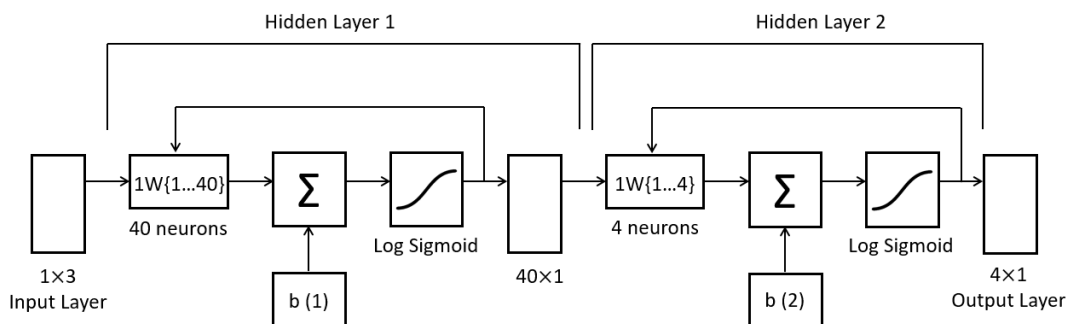 Hidden Layer 1
Hidden Layer 2
1W{1...40}
Σ
1W{1...4}
Σ
40 neurons
Log Sigmoid
4 neurons
Log Sigmoid
1×3
Input Layer
b (1)
40×1
b (2)
4×1
Output Layer